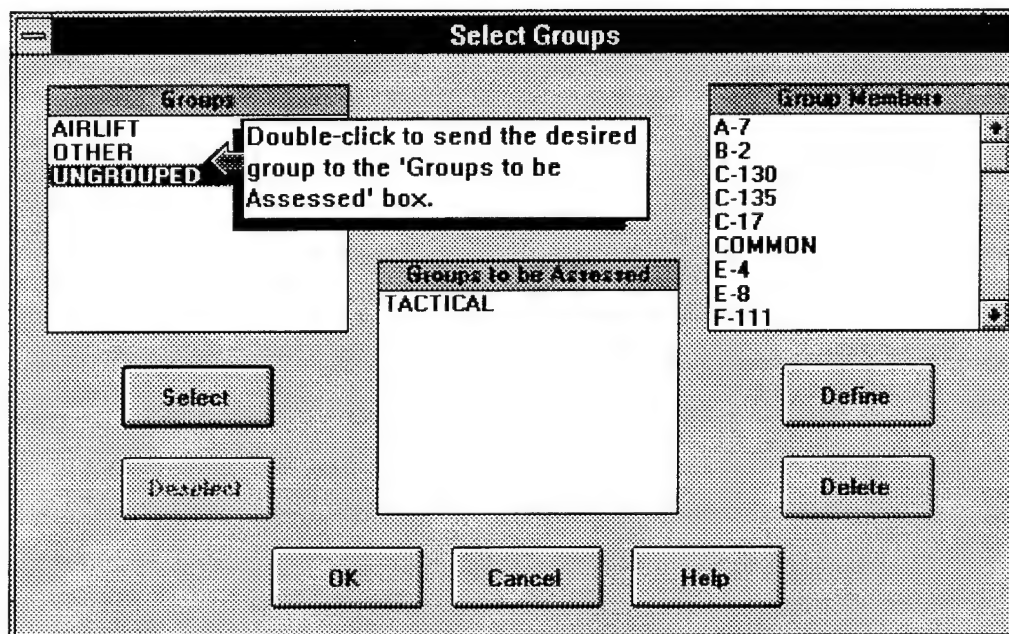 Select Groups
Groups
AIRLIFT
OTHER
UNGROUPED
Double-click to send the desired
group to the 'Groups to be
Assessed' box.
Groups to be Assessed
TACTICAL
Group Members
A-7
B-2
C-130
C-135
C-17
COMMON
E-4
E-8
F-111
Select
Deselect
Define
Delete
OK
Cancel
Help